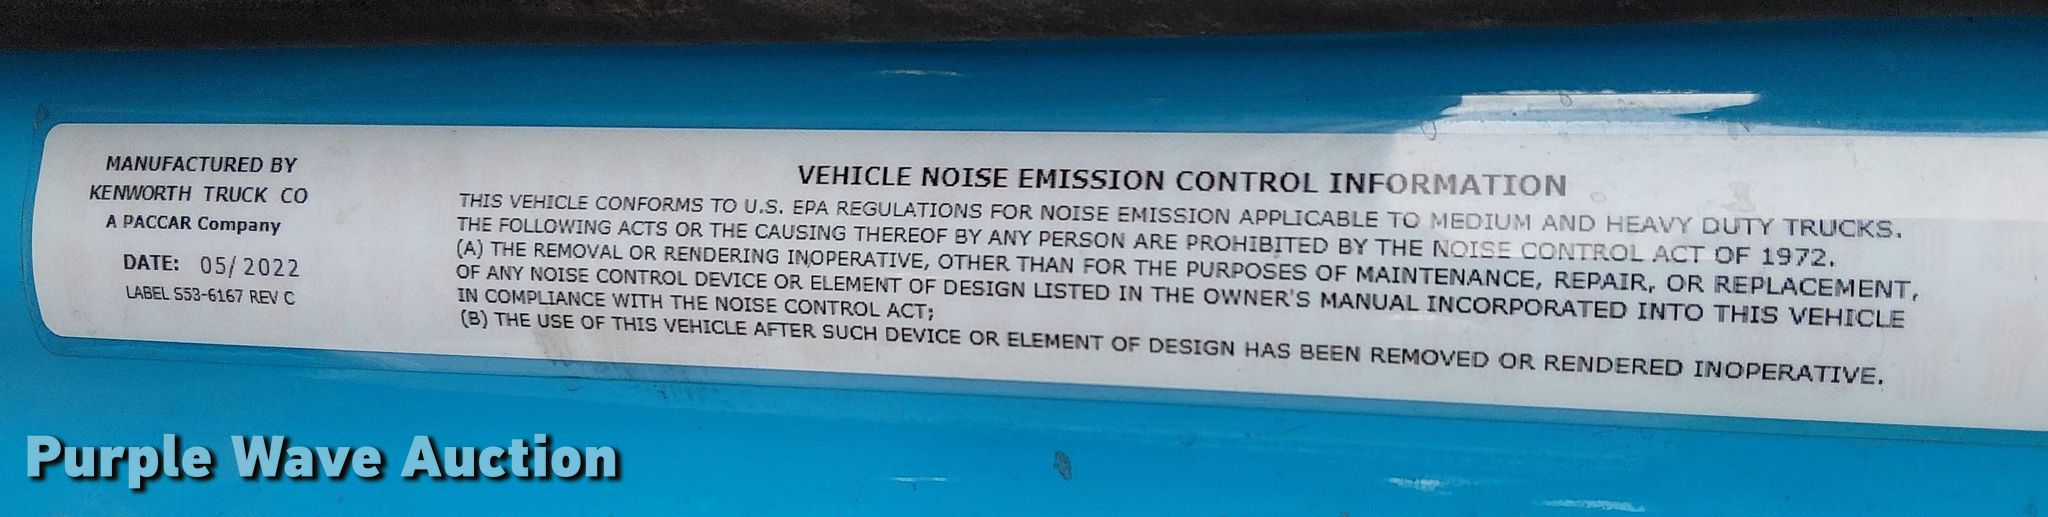 MANUFACTURED BY
KENWORTH TRUCK CO
A PACCAR Company
DATE: 05/2022
LABEL S53-6167 REV C
VEHICLE NOISE EMISSION CONTROL INFORMATION
THIS VEHICLE CONFORMS TO U.S. EPA REGULATIONS FOR NOISE EMISSION APPLICABLE TO MEDIUM AND HEAVY DUTY TRUCKS.
THE FOLLOWING ACTS OR THE CAUSING THEREOF BY ANY PERSON ARE PROHIBITED BY THE NOISE CONTROL ACT OF 1972.
(A) THE REMOVAL OR RENDERING INOPERATIVE, OTHER THAN FOR THE PURPOSES OF MAINTENANCE, REPAIR, OR REPLACEMENT,
OF ANY NOISE CONTROL DEVICE OR ELEMENT OF DESIGN LISTED IN THE OWNER'S MANUAL INCORPORATED INTO THIS VEHICLE
IN COMPLIANCE WITH THE NOISE CONTROL ACT;
(B) THE USE OF THIS VEHICLE AFTER SUCH DEVICE OR ELEMENT OF DESIGN HAS BEEN REMOVED OR RENDERED INOPERATIVE.
Purple Wave Auction